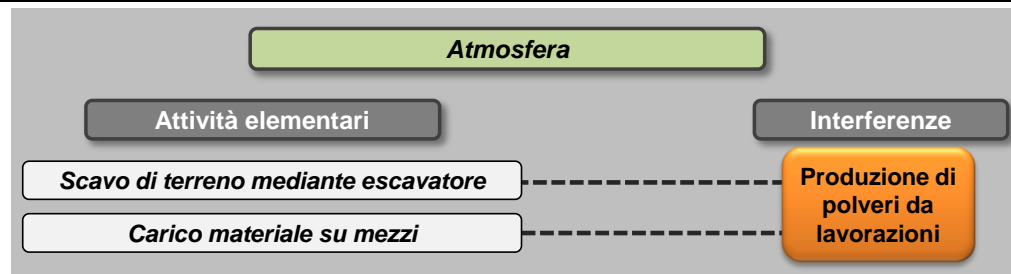 Atmosfera
Attività elementari
Interferenze
Scavo di terreno mediante escavatore
Carico materiale su mezzi
Produzione di
polveri da
lavorazioni